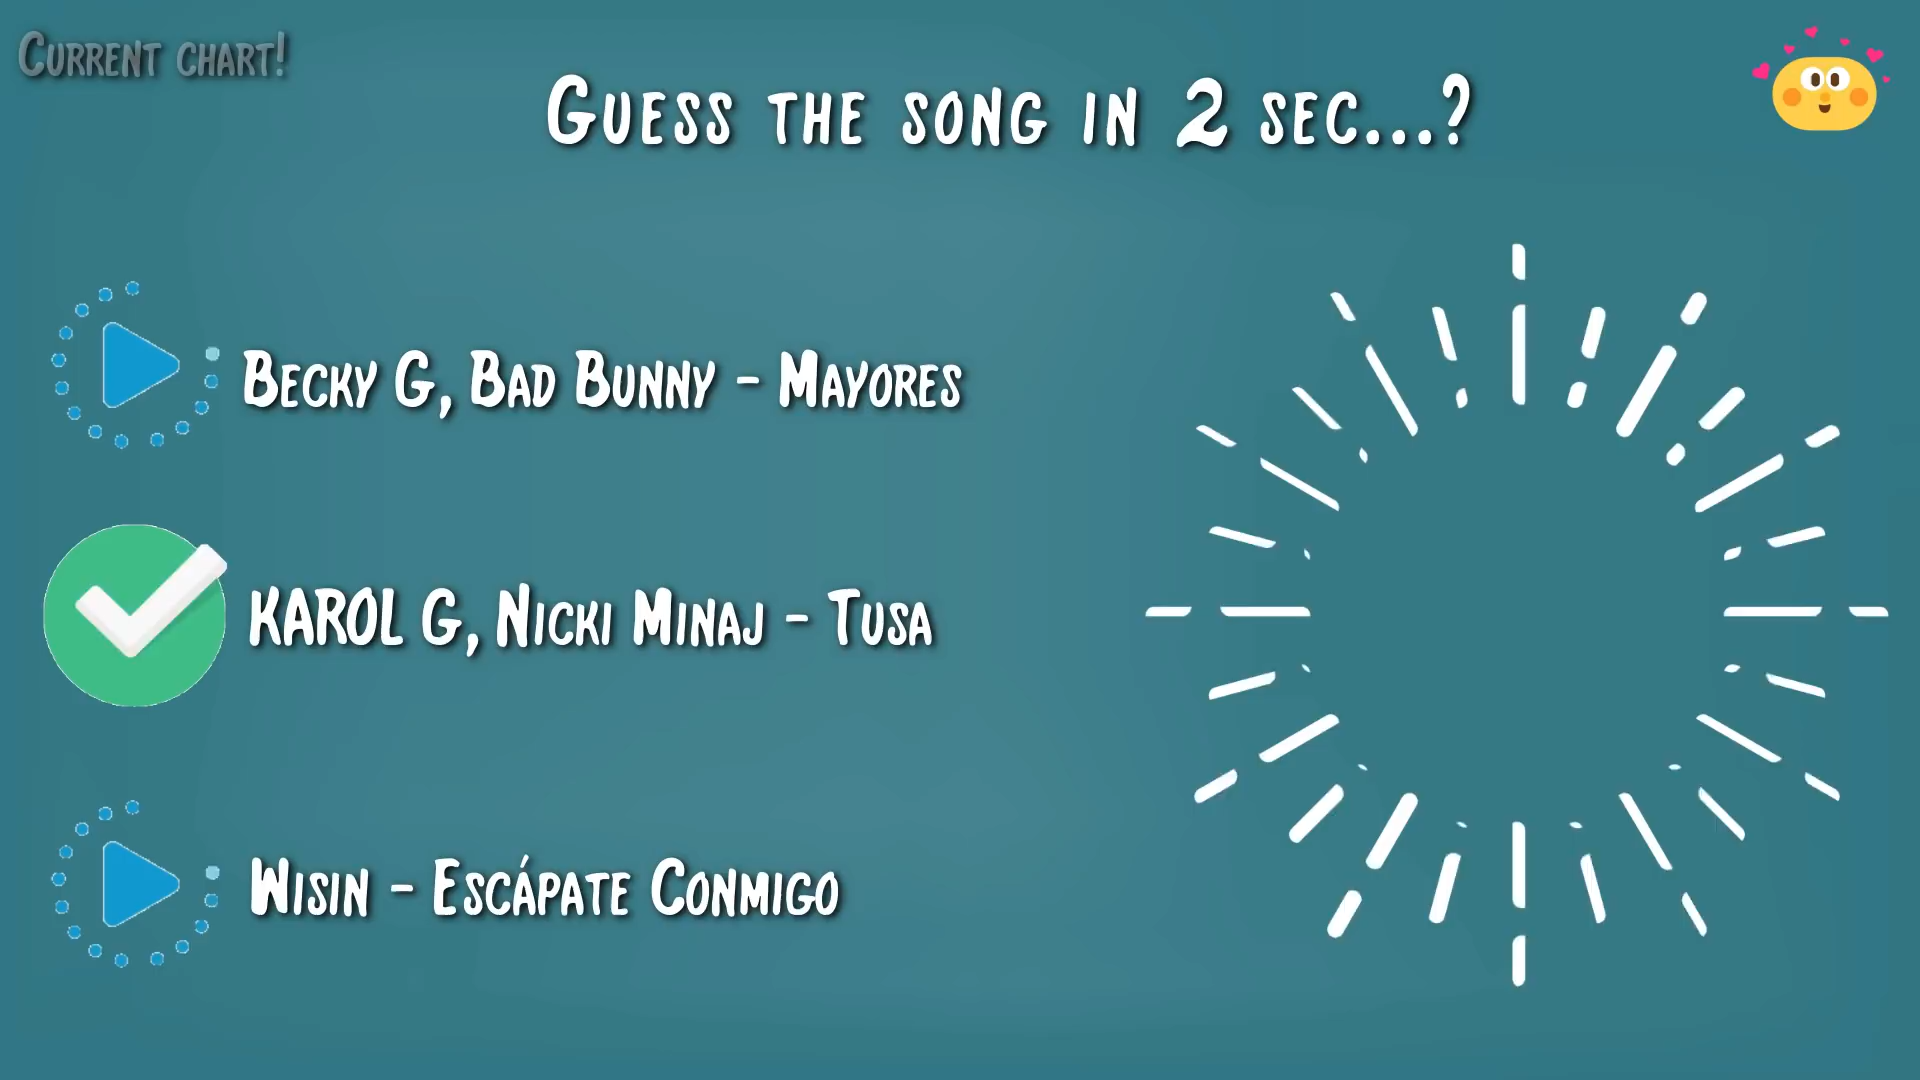 Current chart!
Guess the song in 2 sec...?
Becky G, Bad Bunny - Mayores
KAROL G, Nicki Minaj - Tusa
Wisin - Escápate Conmigo